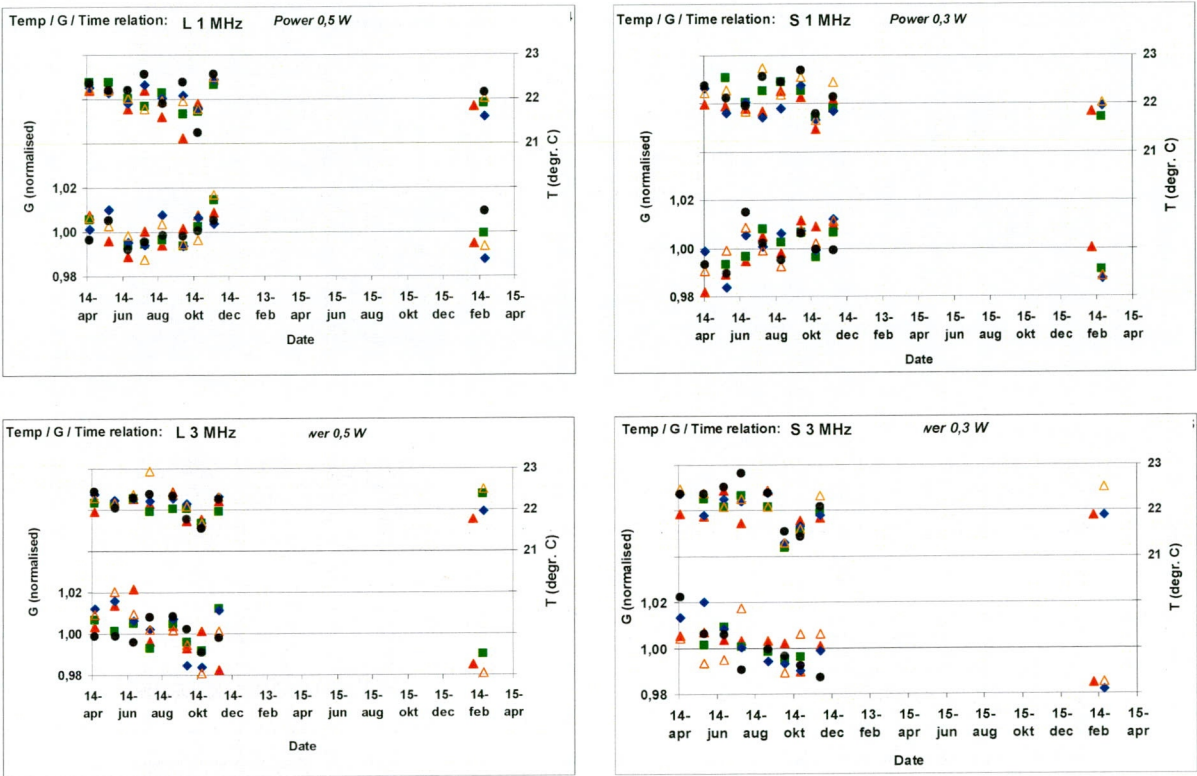 Temp / G / Time relation: L 1 MHz Power 0,5 W
23
22
21
1,02
1,00
0,98
G (normalised)
T (degr. C)
14- 14- 14- 14- 14- 13- 15- 15- 15- 15- 14- 15-
apr jun aug okt dec feb jun aug okt dec feb apr
Date
Temp / G / Time relation: S 1 MHz Power 0,3 W
23
22
21
1,02
1,00
0,98
G (normalised)
T (degr. C)
14- 14- 14- 14- 14- 13- 15- 15- 15- 15- 14- 15-
apr jun aug okt dec feb jun aug okt dec feb apr
Date
Temp / G / Time relation: L 3 MHz wer 0,5 W
23
22
21
1,02
1,00
0,98
G (normalised)
T (degr. C)
14- 14- 14- 14- 14- 13- 15- 15- 15- 15- 14- 15-
apr jun aug okt dec feb jun aug okt dec feb apr
Date
Temp / G / Time relation: S 3 MHz wer 0,3 W
23
22
21
1,02
1,00
0,98
G (normalised)
T (degr. C)
14- 14- 14- 14- 14- 13- 15- 15- 15- 15- 14- 15-
apr jun aug okt dec feb jun aug okt dec feb apr
Date